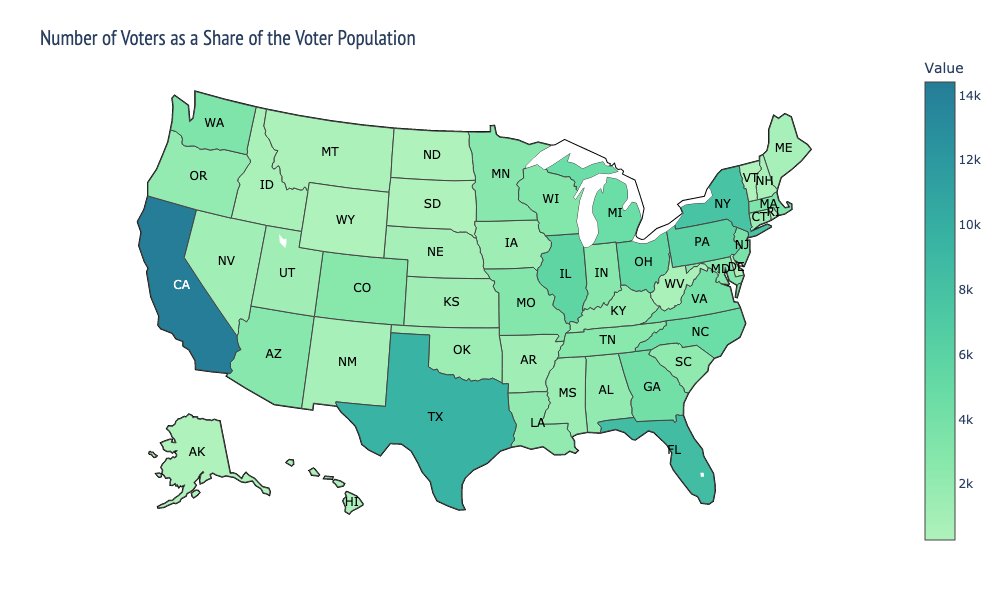 Number of Voters as a Share of the Voter Population
Value
14k
12k
10k
8k
6k
4k
2k
WA
MT
ND
MN
ME
OR
ID
SD
WI
VT
NH
WY
MI
NY
MA
RI
CT
NV
UT
NE
IA
PA
NJ
CA
CO
KS
MO
IL
IN
OH
MD
DE
WV
VA
KY
AZ
NM
OK
AR
TN
NC
SC
TX
LA
MS
AL
GA
FL
AK
HI